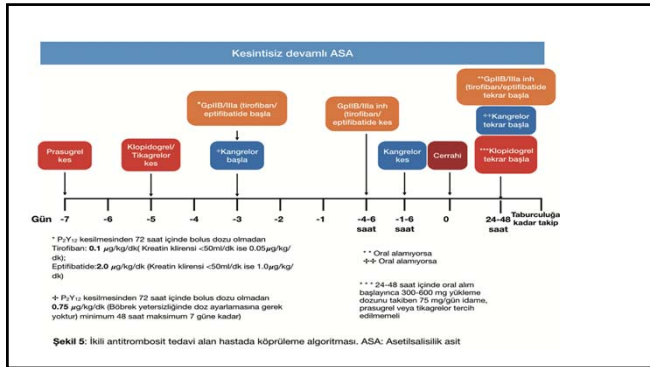 Kesintisiz devamlı ASA
**GpIIB/IIIa inh
(tirofiban/eptifibatide
tekrar başla
*GpIIB/IIIa (tirofiban/
eptifibatide başla
GpIIB/IIIa inh
(tirofiban/
eptifibatide kes
++Kangrelor
tekrar başla
Prasugrel
kes
Klopidogrel/
Tikagrelor
kes
+Kangrelor
başla
Kangrelor
kes
Cerrahi
***Klopidogrel
tekrar başla
Gün -7 -6 -5 -4 -3 -2 -1 -4-6 saat -1-6 saat 0 24-48 saat Taburculuğa kadar takip
* P₂Y₁₂ kesilmesinden 72 saat içinde bolus dozu olmadan
Tirofiban: 0.1 µg/kg/dk( Kreatin klirensi <50ml/dk ise 0.05µg/kg/
dk);
Eptifibatide:2.0 µg/kg/dk (Kreatin klirensi <50ml/dk ise 1.0µg/kg/
dk)
+ P₂Y₁₂ kesilmesinden 72 saat içinde bolus dozu olmadan
0.75 µg/kg/dk (Böbrek yetersizliğinde doz ayarlamasına gerek
yoktur) minimum 48 saat maksimum 7 güne kadar)
* * Oral alamıyorsa
++ Oral alamıyorsa
* * * 24-48 saat içinde oral alım
başlayınca 300-600 mg yükleme
dozunu takiben 75 mg/gün idame,
prasugrel veya tikagrelor tercih
edilmemeli
Şekil 5: İkili antitrombosit tedavi alan hastada köprüleme algoritması. ASA: Asetilsalisilik asit